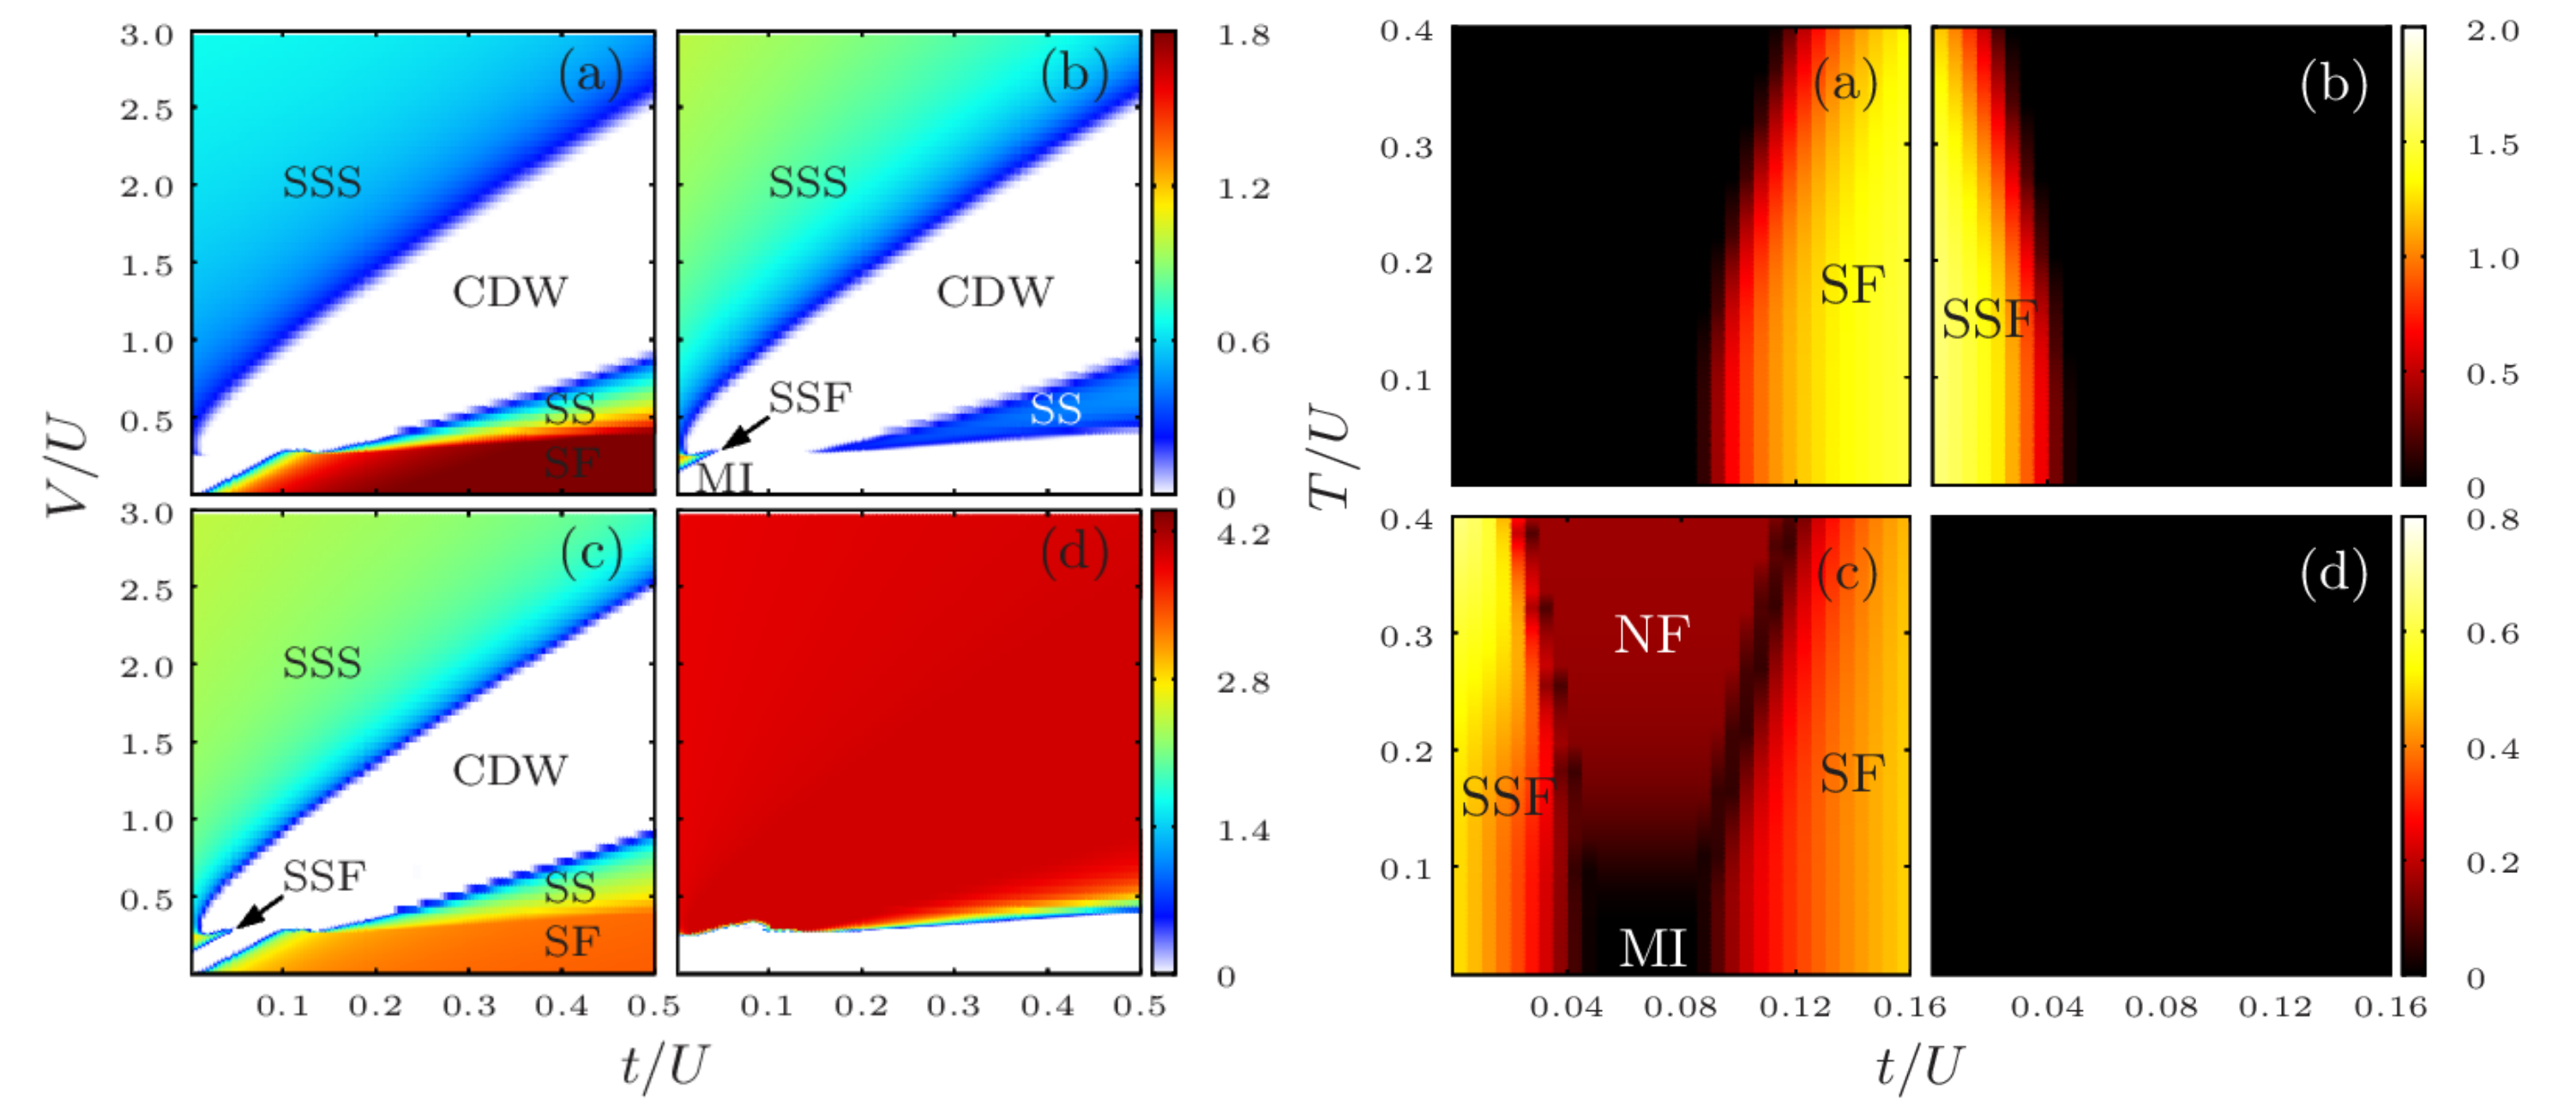 3.0
2.5
2.0
1.5
1.0
0.5
(a)
SSS
CDW
SS
SF
(b)
SSS
CDW
SSF
SS
MI
1.8
1.2
0.6
0
V/U
3.0
2.5
2.0
1.5
1.0
0.5
(c)
SSS
CDW
SSF
SS
SF
(d)
4.2
2.8
1.4
0
0.1 0.2 0.3 0.4 0.5
0.1 0.2 0.3 0.4 0.5
t/U
0.4
0.3
0.2
0.1
(a)
SF
(b)
SSF
2.0
1.5
1.0
0.5
0
T/U
0.4
0.3
0.2
0.1
(c)
NF
SSF
SF
MI
(d)
0.8
0.6
0.4
0.2
0
0.04 0.08 0.12 0.16
0.04 0.08 0.12 0.16
t/U